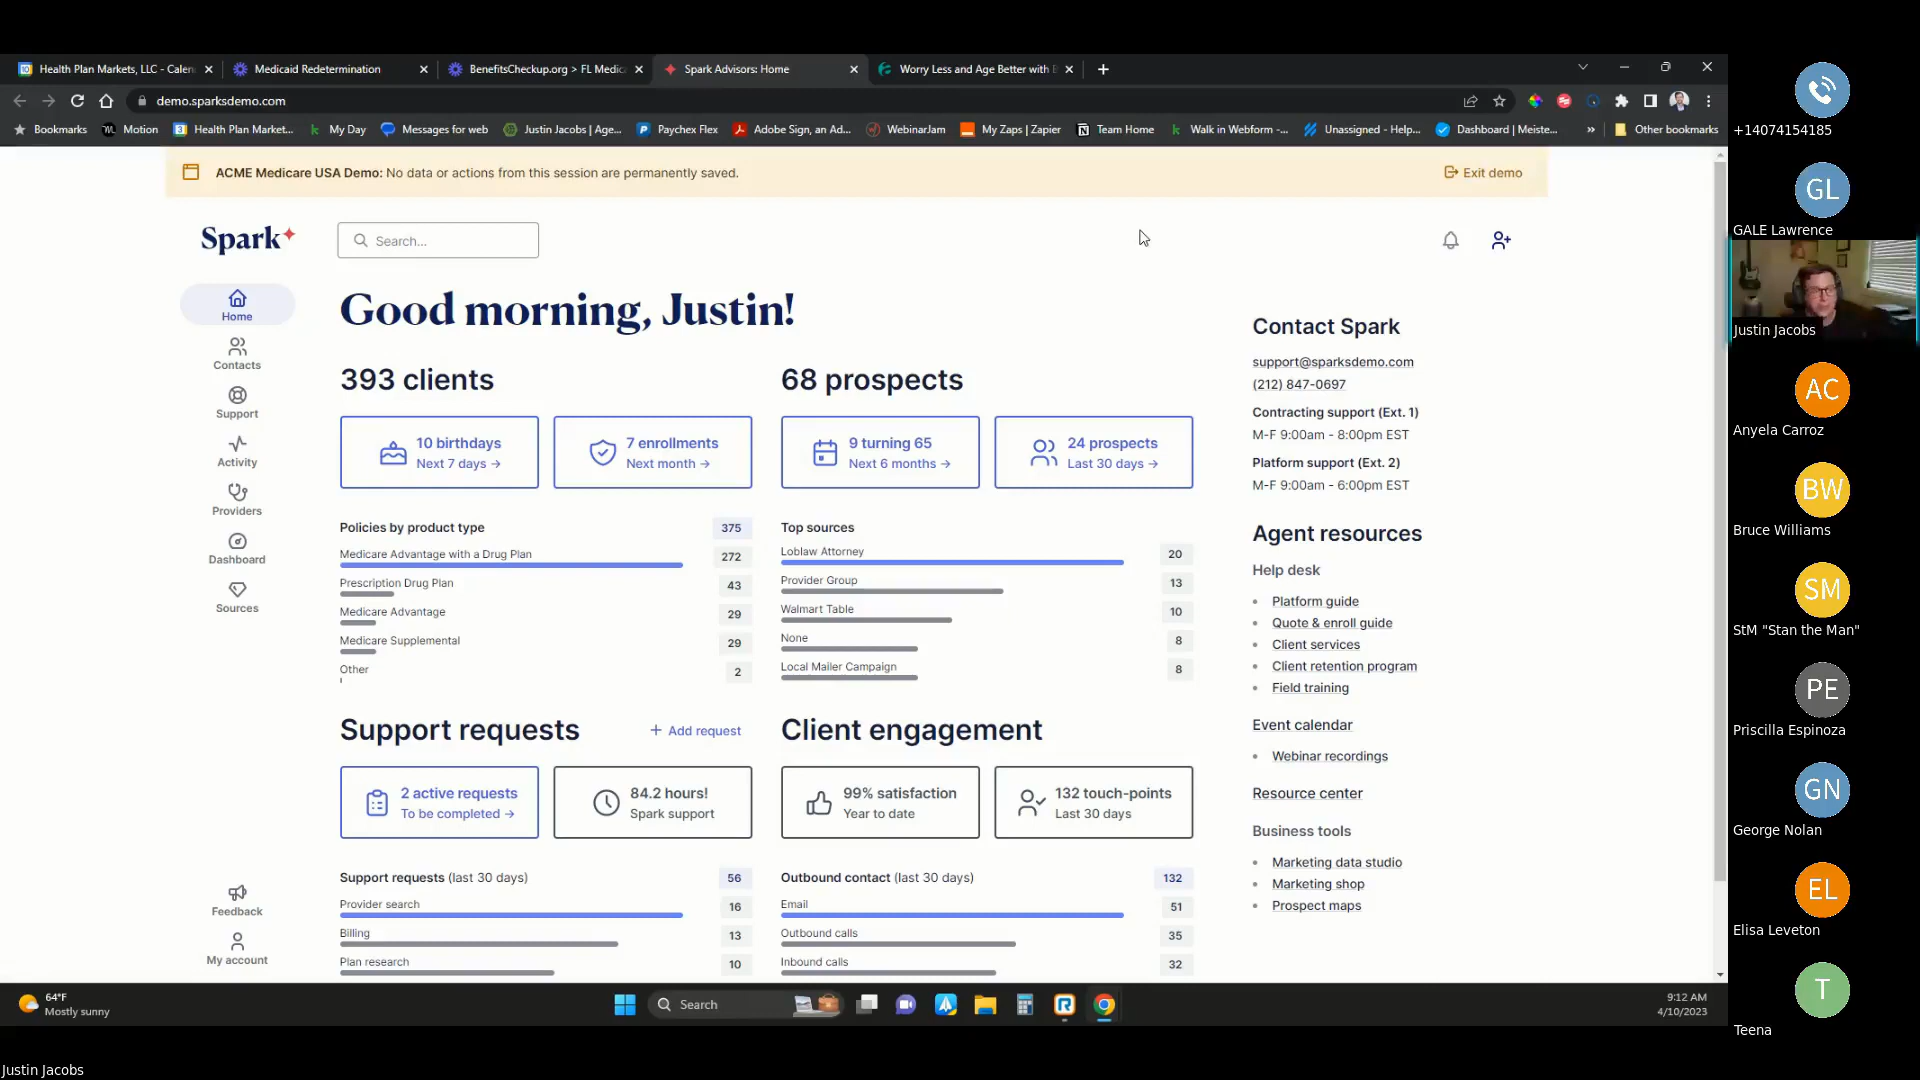 Health Plan Markets, LLC - Calen
Medicaid Redetermination
BenefitsCheckup.org > FL Medic
Spark Advisors: Home
Worry Less and Age Better with B
demo.sparksdemo.com
Bookmarks
Motion
Health Plan Market...
My Day
Messages for web
Justin Jacobs | Age...
Paychex Flex
Adobe Sign, an Ad...
WebinarJam
My Zaps | Zapier
Team Home
Walk in Webform -...
Unassigned - Help...
Dashboard | Meiste...
»
Other bookmarks
ACME Medicare USA Demo: No data or actions from this session are permanently saved.
Exit demo
Spark
Search...
Home
Contacts
Support
Activity
Providers
Dashboard
Sources
Feedback
My account
Good morning, Justin!
393 clients
10 birthdays
Next 7 days →
7 enrollments
Next month →
Policies by product type
375
Medicare Advantage with a Drug Plan
272
Prescription Drug Plan
43
Medicare Advantage
29
Medicare Supplemental
29
Other
2
68 prospects
9 turning 65
Next 6 months →
24 prospects
Last 30 days →
Top sources
Loblaw Attorney
20
Provider Group
13
Walmart Table
10
None
8
Local Mailer Campaign
8
Support requests
+ Add request
2 active requests
To be completed →
84.2 hours!
Spark support
Support requests (last 30 days)
56
Provider search
16
Billing
13
Plan research
10
Client engagement
99% satisfaction
Year to date
132 touch-points
Last 30 days
Outbound contact (last 30 days)
132
Email
51
Outbound calls
35
Inbound calls
32
Contact Spark
support@sparksdemo.com
(212) 847-0697
Contracting support (Ext. 1)
M-F 9:00am - 8:00pm EST
Platform support (Ext. 2)
M-F 9:00am - 6:00pm EST
Agent resources
Help desk
Platform guide
Quote & enroll guide
Client services
Client retention program
Field training
Event calendar
Webinar recordings
Resource center
Business tools
Marketing data studio
Marketing shop
Prospect maps
64°F
Mostly sunny
Search
9:12 AM
4/10/2023
+14074154185
GL
GALE Lawrence
Justin Jacobs
AC
Anyela Carroz
BW
Bruce Williams
SM
StM "Stan the Man"
PE
Priscilla Espinoza
GN
George Nolan
EL
Elisa Leveton
T
Teena
Justin Jacobs